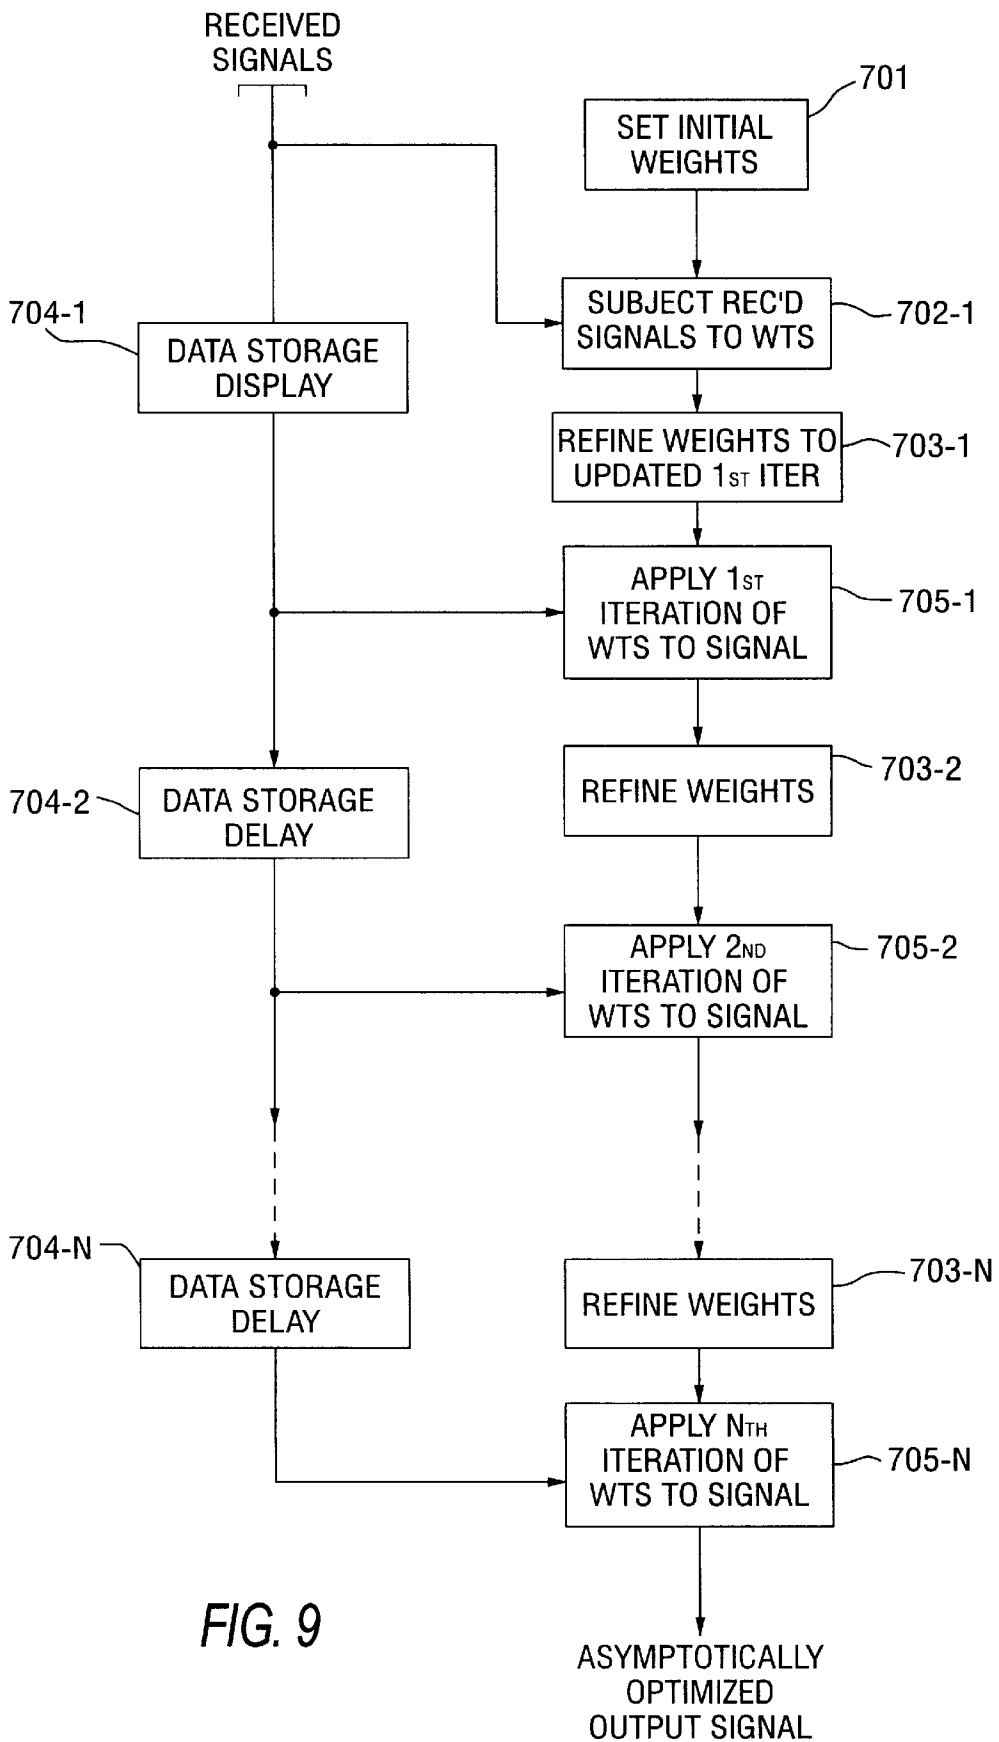 RECEIVED
SIGNALS
701
SET INITIAL
WEIGHTS
704-1
DATA STORAGE
DISPLAY
SUBJECT REC'D
SIGNALS TO WTS
702-1
REFINE WEIGHTS TO
UPDATED 1ST ITER
703-1
APPLY 1ST
ITERATION OF
WTS TO SIGNAL
705-1
704-2
DATA STORAGE
DELAY
REFINE WEIGHTS
703-2
APPLY 2ND
ITERATION OF
WTS TO SIGNAL
705-2
704-N
DATA STORAGE
DELAY
REFINE WEIGHTS
703-N
APPLY NTH
ITERATION OF
WTS TO SIGNAL
705-N
FIG. 9
ASYMPTOTICALLY
OPTIMIZED
OUTPUT SIGNAL